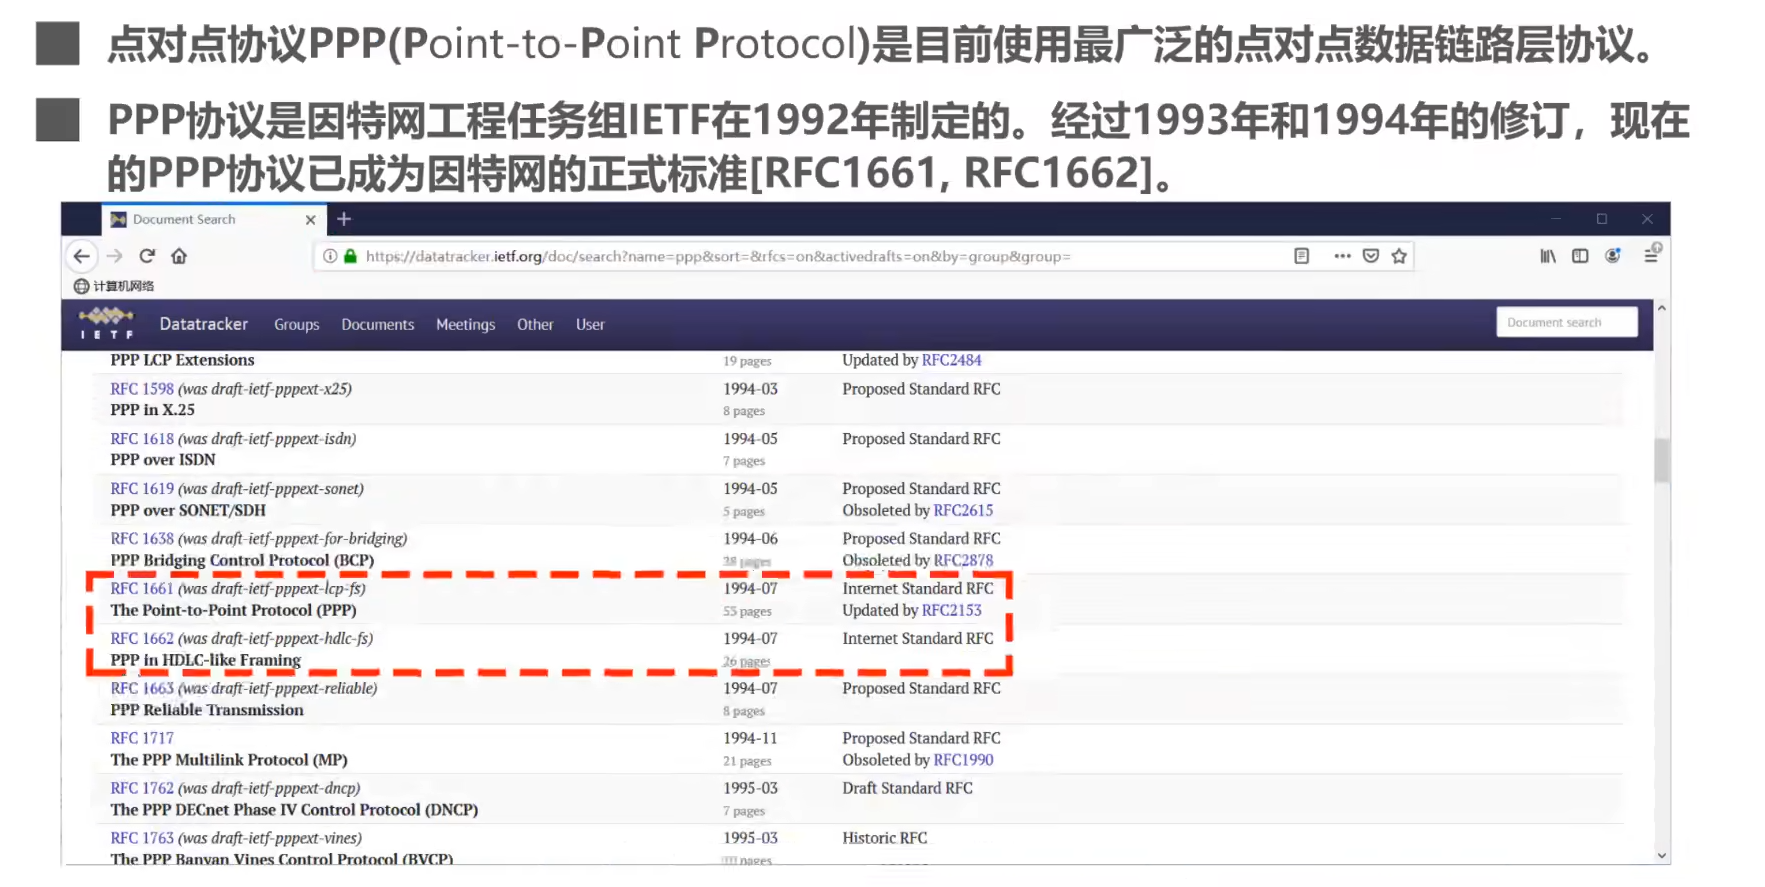 点对点协议PPP(Point-to-Point Protocol)是目前使用最广泛的点对点数据链路层协议。
PPP协议是因特网工程任务组IETF在1992年制定的。经过1993年和1994年的修订，现在
的PPP协议已成为因特网的正式标准[RFC1661, RFC1662]。
Document Search
https://datatracker.ietf.org/doc/search?name=ppp&sort=&rfcs=on&activedrafts=on&by=group&group=
计算机网络
IETF Datatracker Groups Documents Meetings Other User Document search
PPP LCP Extensions 19 pages Updated by RFC2484
RFC 1598 (was draft-ietf-pppext-x25) 1994-03 Proposed Standard RFC
PPP in X.25 8 pages
RFC 1618 (was draft-ietf-pppext-isdn) 1994-05 Proposed Standard RFC
PPP over ISDN 7 pages
RFC 1619 (was draft-ietf-pppext-sonet) 1994-05 Proposed Standard RFC
PPP over SONET/SDH 5 pages Obsoleted by RFC2615
RFC 1638 (was draft-ietf-pppext-for-bridging) 1994-06 Proposed Standard RFC
PPP Bridging Control Protocol (BCP) 28 pages Obsoleted by RFC2878
RFC 1661 (was draft-ietf-pppext-lcp-fs) 1994-07 Internet Standard RFC
The Point-to-Point Protocol (PPP) 53 pages Updated by RFC2153
RFC 1662 (was draft-ietf-pppext-hdlc-fs) 1994-07 Internet Standard RFC
PPP in HDLC-like Framing 26 pages
RFC 1663 (was draft-ietf-pppext-reliable) 1994-07 Proposed Standard RFC
PPP Reliable Transmission 8 pages
RFC 1717 1994-11 Proposed Standard RFC
The PPP Multilink Protocol (MP) 21 pages Obsoleted by RFC1990
RFC 1762 (was draft-ietf-pppext-dncp) 1995-03 Draft Standard RFC
The PPP DECnet Phase IV Control Protocol (DNCP) 7 pages
RFC 1763 (was draft-ietf-pppext-vines) 1995-03 Historic RFC
The PPP Banyan Vines Control Protocol (BVCP) pages